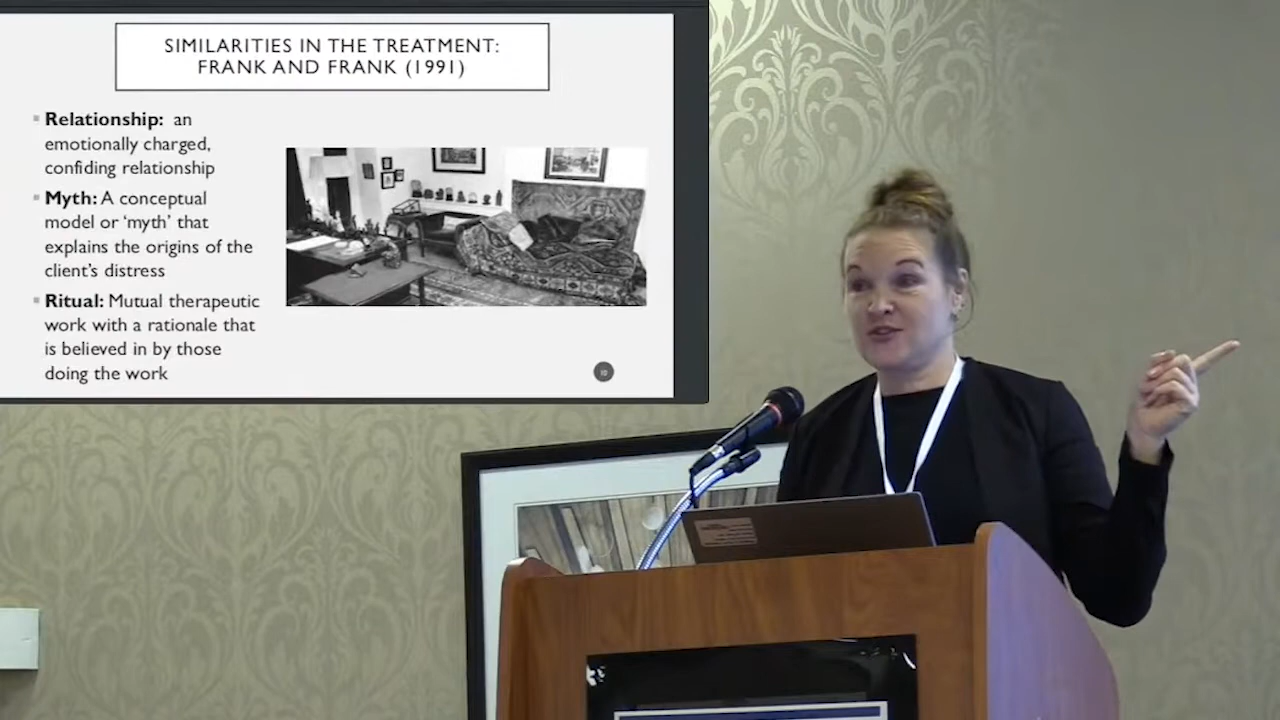 SIMILARITIES IN THE TREATMENT:
FRANK AND FRANK (1991)
Relationship: an
emotionally charged,
confiding relationship
Myth: A conceptual
model or ‘myth’ that
explains the origins of the
client’s distress
Ritual: Mutual therapeutic
work with a rationale that
is believed in by those
doing the work
10